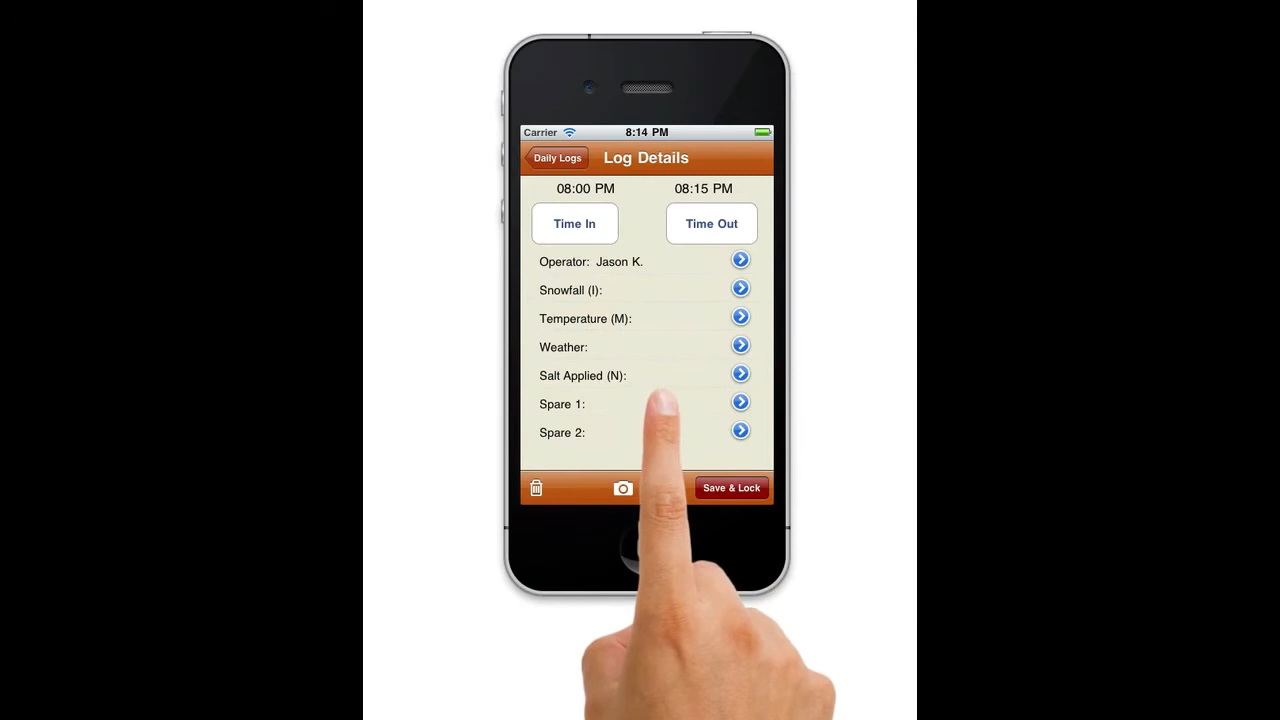 Carrier 8:14 PM
Daily Logs Log Details
08:00 PM 08:15 PM
Time In Time Out
Operator: Jason K.
Snowfall (I):
Temperature (M):
Weather:
Salt Applied (N):
Spare 1:
Spare 2:
Save & Lock